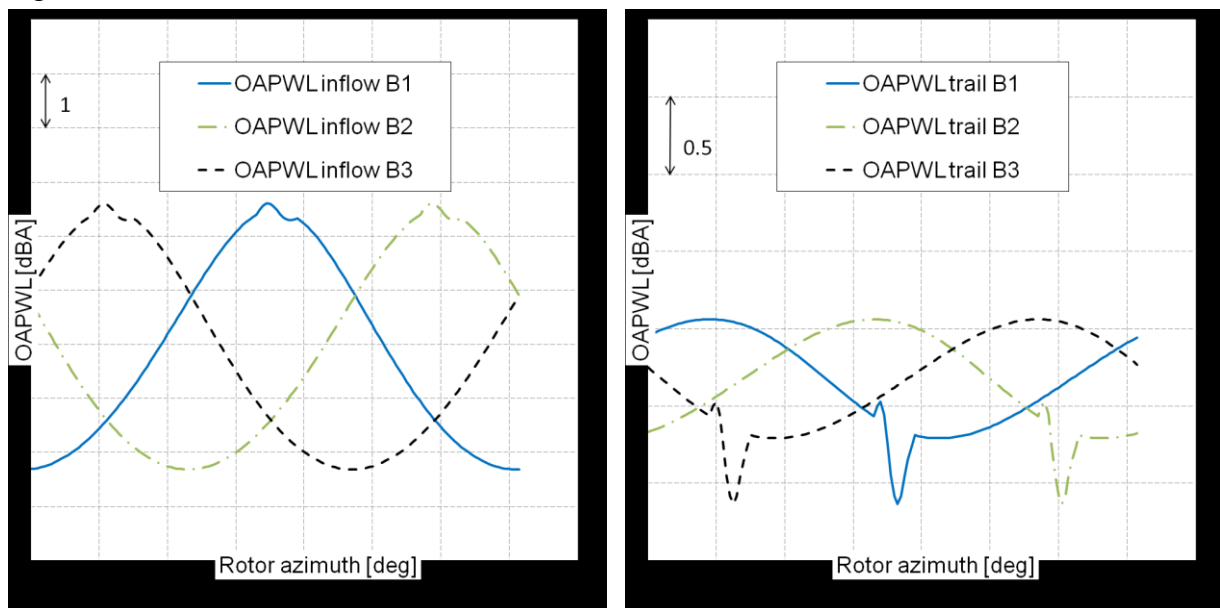 OAPWL inflow B1
OAPWL inflow B2
OAPWL inflow B3
1
OAPWL [dBA]
Rotor azimuth [deg]
OAPWL trail B1
OAPWL trail B2
OAPWL trail B3
0.5
OAPWL [dBA]
Rotor azimuth [deg]